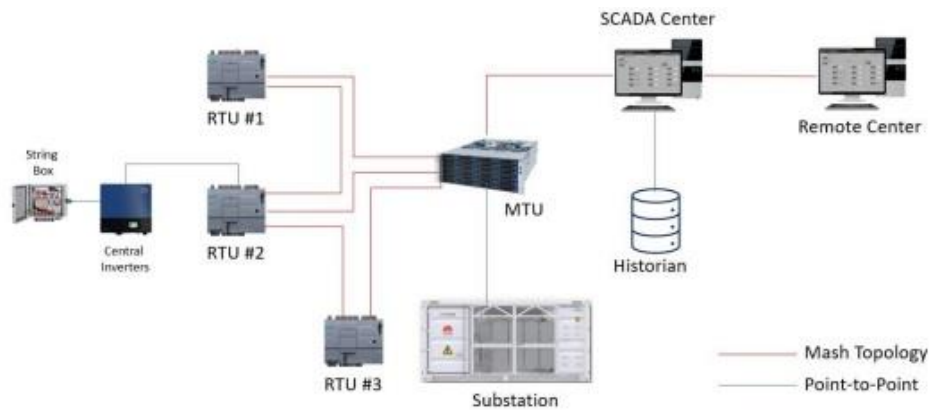 SCADA Center
RTU #1
Remote Center
String
Box
MTU
RTU #2
Central
Inverters
Historian
RTU #3
Substation
Mash Topology
Point-to-Point